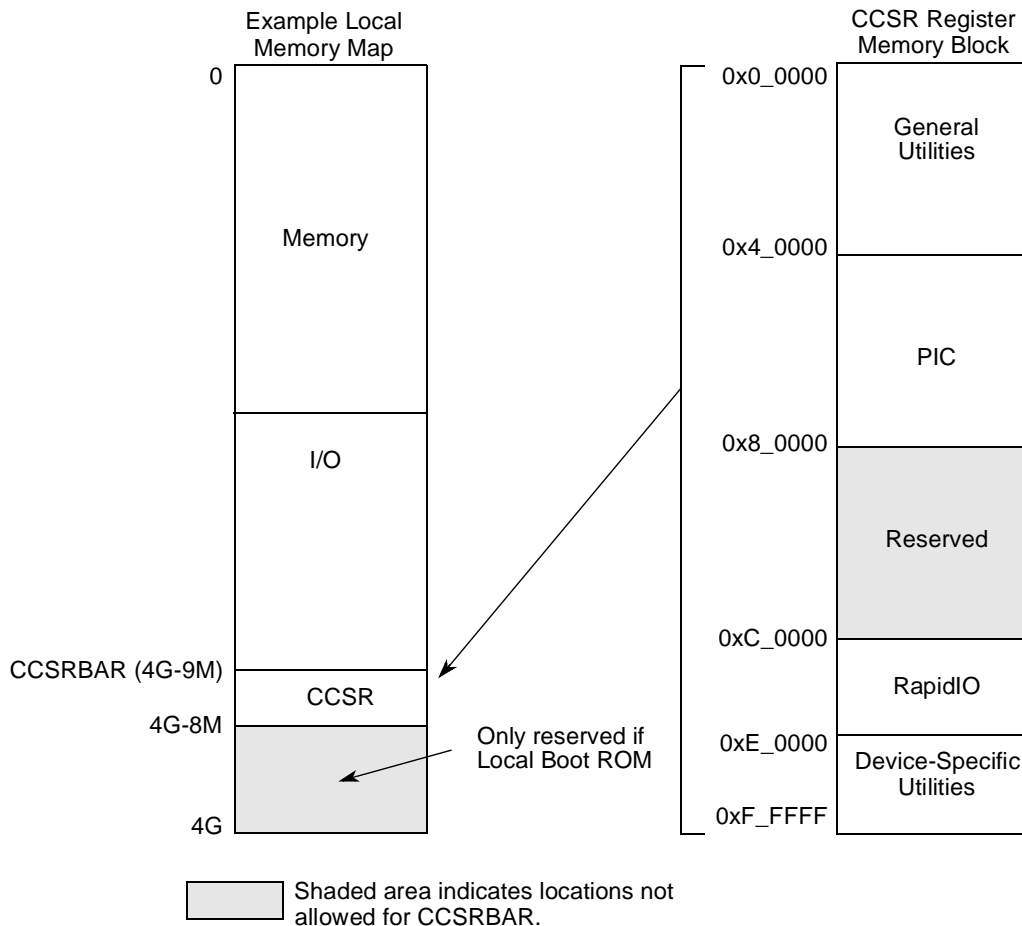 Example Local
Memory Map
0
Memory
I/O
CCSRBAR (4G-9M)
CCSR
4G-8M
Only reserved if
Local Boot ROM
4G
CCSR Register
Memory Block
0x0_0000
General
Utilities
0x4_0000
PIC
0x8_0000
Reserved
0xC_0000
RapidIO
0xE_0000
Device-Specific
Utilities
0xF_FFFF
Shaded area indicates locations not
allowed for CCSRBAR.